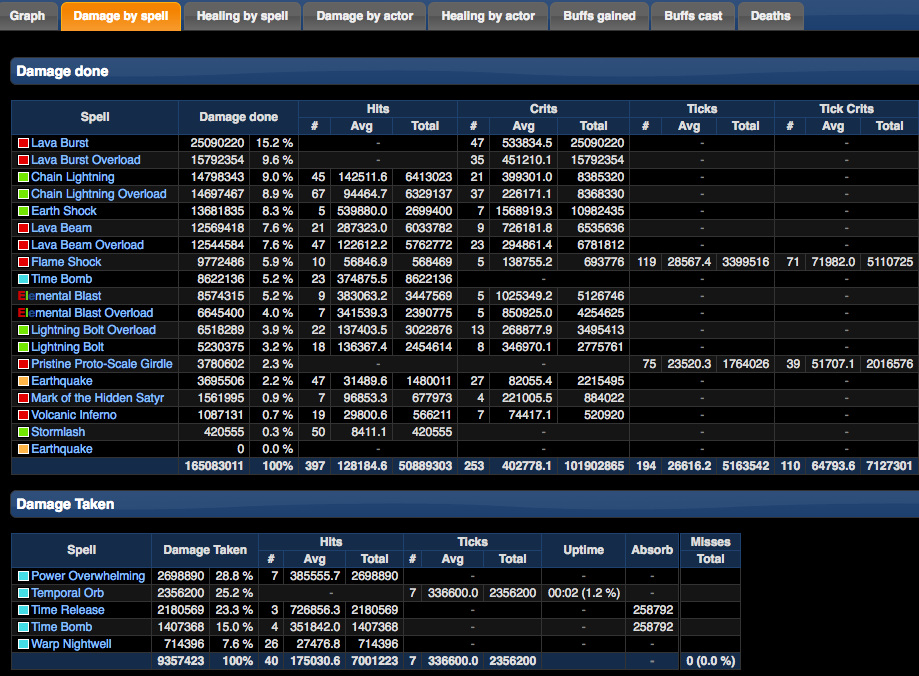 Graph Damage by spell Healing by spell Damage by actor Healing by actor Buffs gained Buffs cast Deaths
Damage done
Spell Damage done Hits Crits Ticks Tick Crits
# Avg Total # Avg Total # Avg Total # Avg Total
Lava Burst 25090220 15.2 % - 47 533834.5 25090220 - -
Lava Burst Overload 15792354 9.6 % - 35 451210.1 15792354 - -
Chain Lightning 14798343 9.0 % 45 142511.6 6413023 21 399301.0 8385320 - -
Chain Lightning Overload 14697467 8.9 % 67 94464.7 6329137 37 226171.1 8368330 - -
Earth Shock 13681835 8.3 % 5 539880.0 2699400 7 1568919.3 10982435 - -
Lava Beam 12569418 7.6 % 21 287323.0 6033782 9 726181.8 6535636 - -
Lava Beam Overload 12544584 7.6 % 47 122612.2 5762772 23 294861.4 6781812 - -
Flame Shock 9772486 5.9 % 10 56846.9 568469 5 138755.2 693776 119 28567.4 3399516 71 71982.0 5110725
Time Bomb 8622136 5.2 % 23 374875.5 8622136 - - -
Elemental Blast 8574315 5.2 % 9 383063.2 3447569 5 1025349.2 5126746 - -
Elemental Blast Overload 6645400 4.0 % 7 341539.3 2390775 5 850925.0 4254625 - -
Lightning Bolt Overload 6518289 3.9 % 22 137403.5 3022876 13 268877.9 3495413 - -
Lightning Bolt 5230375 3.2 % 18 136367.4 2454614 8 346970.1 2775761 - -
Pristine Proto-Scale Girdle 3780602 2.3 % - - 75 23520.3 1764026 39 51707.1 2016576
Earthquake 3695506 2.2 % 47 31489.6 1480011 27 82055.4 2215495 - -
Mark of the Hidden Satyr 1561995 0.9 % 7 96853.3 677973 4 221005.5 884022 - -
Volcanic Inferno 1087131 0.7 % 19 29800.6 566211 7 74417.1 520920 - -
Stormlash 420555 0.3 % 50 8411.1 420555 - - -
Earthquake 0 0.0 % - - - -
165083011 100% 397 128184.6 50889303 253 402778.1 101902865 194 26616.2 5163542 110 64793.6 7127301
Damage Taken
Spell Damage Taken Hits Ticks Uptime Absorb Misses
# Avg Total # Avg Total Total
Power Overwhelming 2698890 28.8 % 7 385555.7 2698890 - - -
Temporal Orb 2356200 25.2 % - 7 336600.0 2356200 00:02 (1.2 %) -
Time Release 2180569 23.3 % 3 726856.3 2180569 - - 258792
Time Bomb 1407368 15.0 % 4 351842.0 1407368 - - 258792
Warp Nightwell 714396 7.6 % 26 27476.8 714396 - - -
9357423 100% 40 175030.6 7001223 7 336600.0 2356200 - 0 (0.0 %)